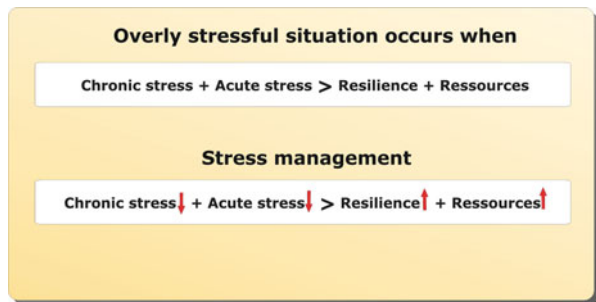 Overly stressful situation occurs when
Chronic stress + Acute stress > Resilience + Ressources
Stress management
Chronic stress↓ + Acute stress↓ > Resilience↑ + Ressources↑